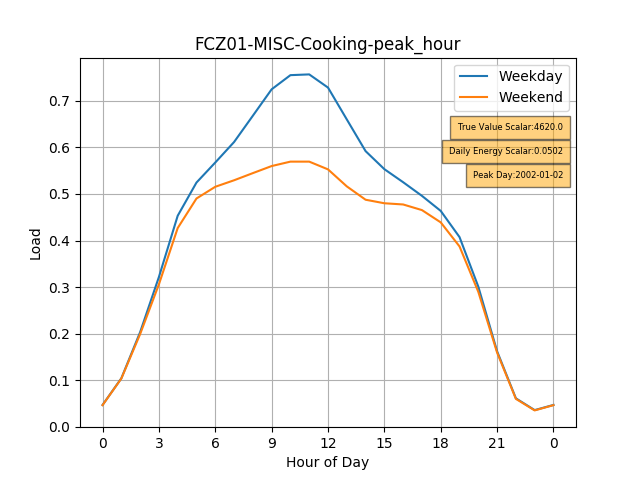 FCZ01-MISC-Cooking-peak_hour
Weekday
Weekend
True Value Scalar:4620.0
Daily Energy Scalar:0.0502
Peak Day:2002-01-02
Load
0.7
0.6
0.5
0.4
0.3
0.2
0.1
0.0
0 3 6 9 12 15 18 21 0
Hour of Day